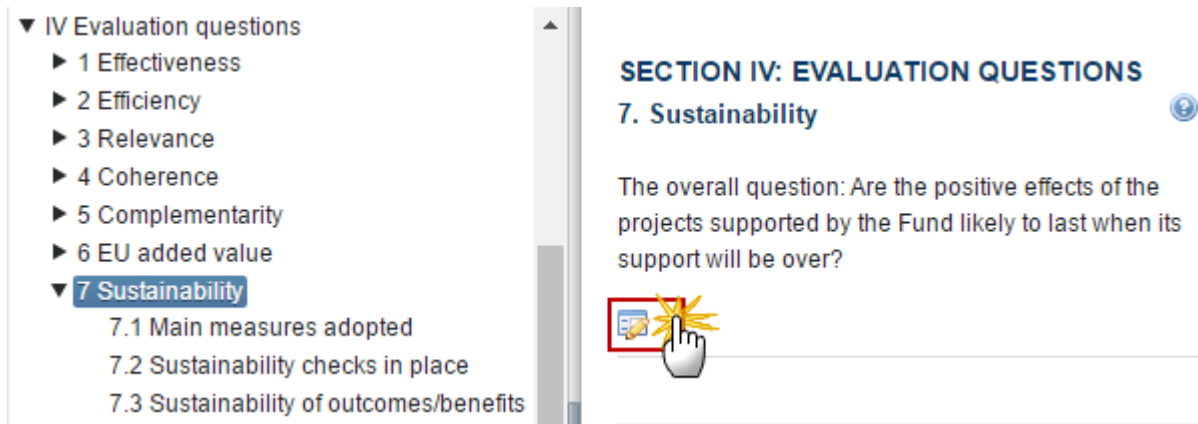 ▼ IV Evaluation questions
► 1 Effectiveness
► 2 Efficiency
► 3 Relevance
► 4 Coherence
► 5 Complementarity
► 6 EU added value
▼ 7 Sustainability
7.1 Main measures adopted
7.2 Sustainability checks in place
7.3 Sustainability of outcomes/benefits
SECTION IV: EVALUATION QUESTIONS
7. Sustainability
?
The overall question: Are the positive effects of the
projects supported by the Fund likely to last when its
support will be over?